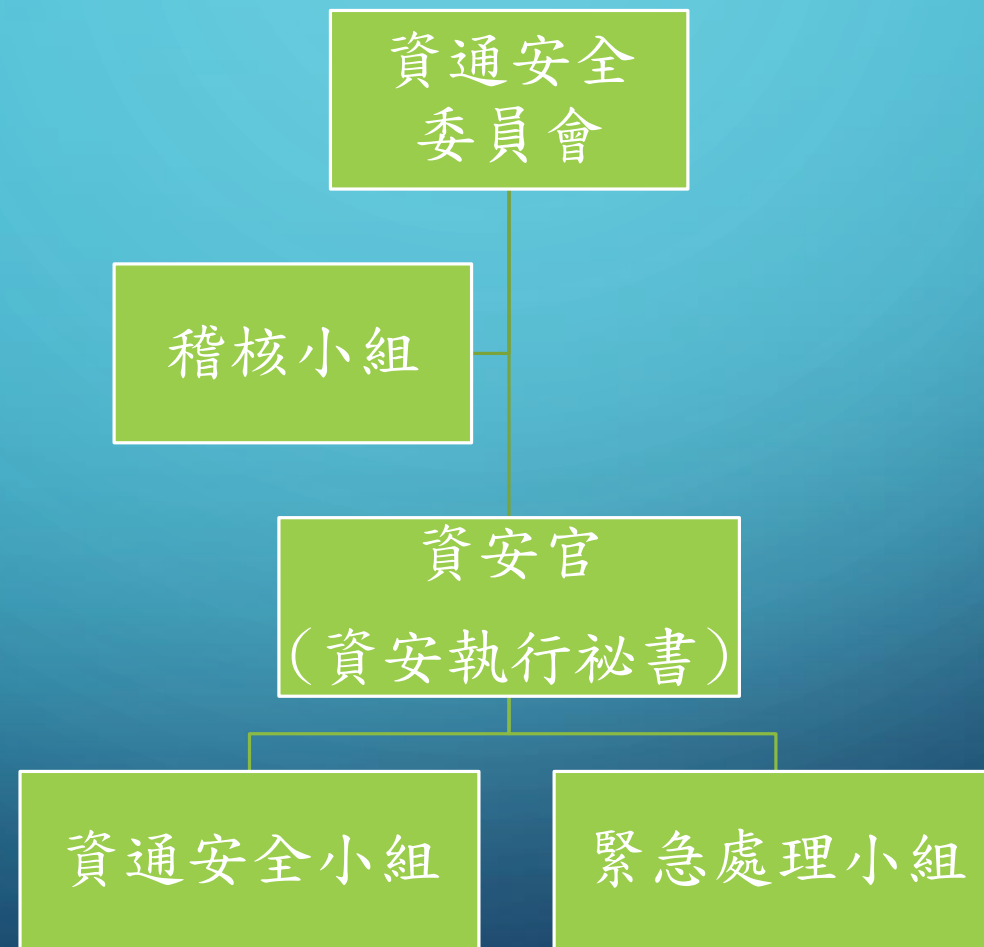 資通安全
委員會
稽核小組
資安官
（資安執行祕書）
資通安全小組
緊急處理小組